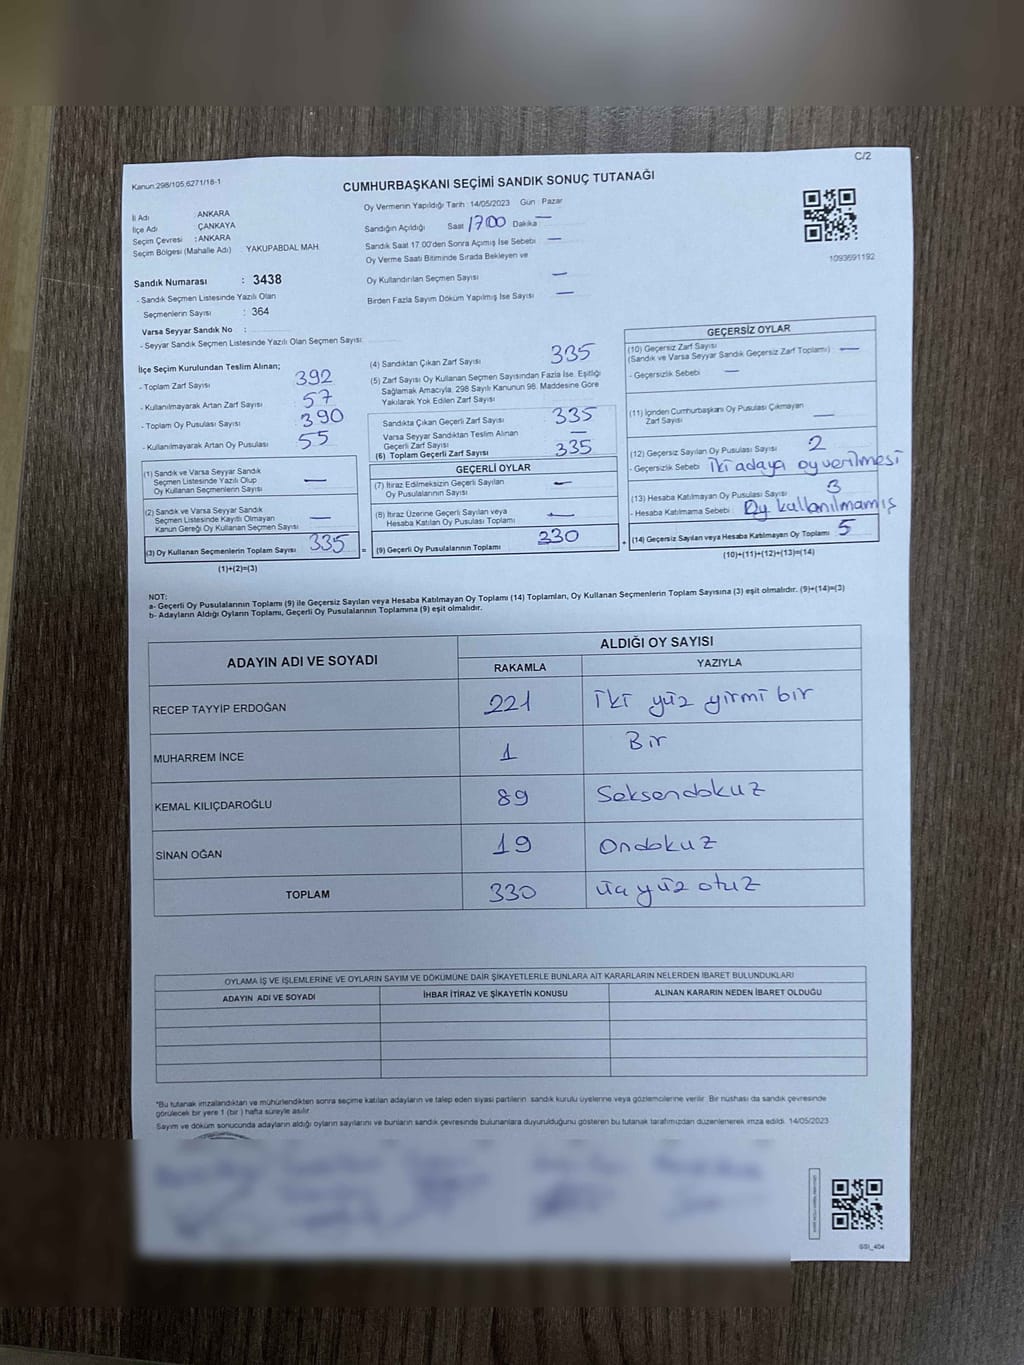 C/2
Kanun:298/105,6271/18-1
CUMHURBAŞKANI SEÇİMİ SANDIK SONUÇ TUTANAĞI
İl Adı : ANKARA
İlçe Adı : ÇANKAYA
Seçim Çevresi : ANKARA
Seçim Bölgesi (Mahalle Adı) YAKUPABDAL MAH.
Oy Vermenin Yapıldığı Tarih :14/05/2023 Gün Pazar
Sandığın Açıldığı Saat 17:00 Dakika —
Sandık Saat 17.00'den Sonra Açımış İse Sebebi —
Oy Verme Saati Bitiminde Sırada Bekleyen ve
Oy Kullandırılan Seçmen Sayısı —
Birden Fazla Sayım Döküm Yapılmış İse Sayısı —
1093691192
Sandık Numarası : 3438
- Sandık Seçmen Listesinde Yazılı Olan
Seçmenlerin Sayısı : 364
Varsa Seyyar Sandık No :
- Seyyar Sandık Seçmen Listesinde Yazılı Olan Seçmen Sayısı:
İlçe Seçim Kurulundan Teslim Alınan;
- Toplam Zarf Sayısı 392
- Kullanılmayarak Artan Zarf Sayısı 57
- Toplam Oy Pusulası Sayısı 390
- Kullanılmayarak Artan Oy Pusulası 55
(1) Sandık ve Varsa Seyyar Sandık
Seçmen Listesinde Yazılı Olup
Oy Kullanan Seçmenlerin Sayısı —
(2) Sandık ve Varsa Seyyar Sandık
Seçmen Listesinde Kayıtlı Olmayan
Kanun Gereği Oy Kullanan Seçmen Sayısı —
(3) Oy Kullanan Seçmenlerin Toplam Sayısı 335
(1)+(2)=(3)
(4) Sandıktan Çıkan Zarf Sayısı 335
(5) Zarf Sayısı Oy Kullanan Seçmen Sayısından Fazla İse, Eşitliği
Sağlamak Amacıyla, 298 Sayılı Kanunun 98. Maddesine Göre
Yakılarak Yok Edilen Zarf Sayısı
Sandıkta Çıkan Geçerli Zarf Sayısı 335
Varsa Seyyar Sandıktan Teslim Alınan
Geçerli Zarf Sayısı —
(6) Toplam Geçerli Zarf Sayısı 335
GEÇERLİ OYLAR
(7) İtiraz Edilmeksizin Geçerli Sayılan
Oy Pusulalarının Sayısı —
(8) İtiraz Üzerine Geçerli Sayılan veya
Hesaba Katılan Oy Pusulaları Toplamı —
= (9) Geçerli Oy Pusulalarının Toplamı 330 +
GEÇERSİZ OYLAR
(10) Geçersiz Zarf Sayısı
(Sandık ve Varsa Seyyar Sandık Geçersiz Zarf Toplamı) —
- Geçersizlik Sebebi —
(11) İçinden Cumhurbaşkanı Oy Pusulası Çıkmayan
Zarf Sayısı —
(12) Geçersiz Sayılan Oy Pusulası Sayısı 2
- Geçersizlik Sebebi İki adaya oy verilmesi
(13) Hesaba Katılmayan Oy Pusulası Sayısı 3
- Hesaba Katılmama Sebebi : Oy kullanılmamış
(14) Geçersiz Sayılan veya Hesaba Katılmayan Oy Toplamı 5
(10)+(11)+(12)+(13)=(14)
NOT:
a- Geçerli Oy Pusulalarının Toplamı (9) ile Geçersiz Sayılan veya Hesaba Katılmayan Oy Toplamı (14) Toplamları, Oy Kullanan Seçmenlerin Toplam Sayısına (3) eşit olmalıdır. (9)+(14)=(3)
b- Adayların Aldığı Oyların Toplamı, Geçerli Oy Pusulalarının Toplamına (9) eşit olmalıdır.
ADAYIN ADI VE SOYADI ALDIĞI OY SAYISI
RAKAMLA YAZIYLA
RECEP TAYYİP ERDOĞAN 221 İki yüz yirmi bir
MUHARREM İNCE 1 Bir
KEMAL KILIÇDAROĞLU 89 Seksendokuz
SİNAN OĞAN 19 Ondokuz
TOPLAM 330 üç yüz otuz
OYLAMA İŞ VE İŞLEMLERİNE VE OYLARIN SAYIM VE DÖKÜMÜNE DAİR ŞİKAYETLERLE BUNLARA AİT KARARLARIN NELERDEN İBARET BULUNDUKLARI
ADAYIN ADI VE SOYADI İHBAR İTİRAZ VE ŞİKAYETİN KONUSU ALINAN KARARIN NEDEN İBARET OLDUĞU
*Bu tutanak imzalandıktan ve mühürlendikten sonra seçime katılan adayların ve talep eden siyasi partilerin sandık kurulu üyelerine veya gözlemcilerine verilir. Bir nüshası da sandık çevresinde
görülecek bir yere 1 (bir) hafta süreyle asılır.
Sayım ve döküm sonucunda adayların aldığı oyların sayılarını ve bunların sandık çevresinde bulunanlara duyurulduğunu gösteren bu tutanak tarafımızdan düzenlenerek imza edildi. 14/05/2023
GSI_404